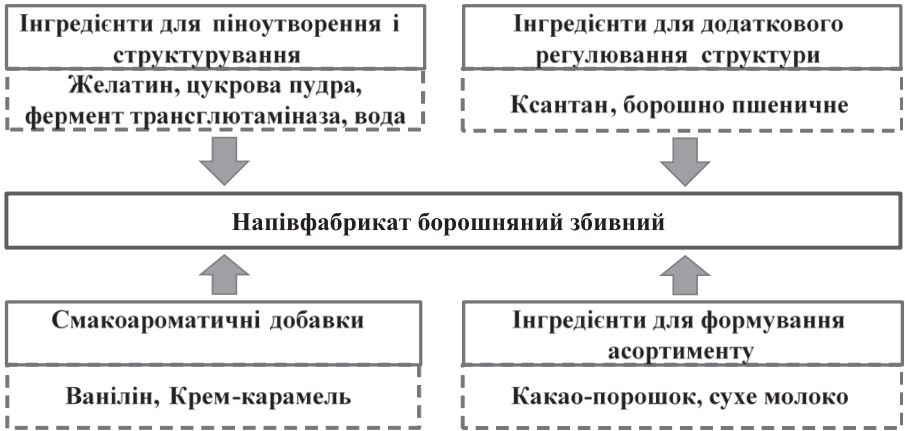 Інгредієнти для піноутворення і
структурування
Желатин, цукрова пудра,
фермент трансглютаміназа, вода
Інгредієнти для додаткового
регулювання структури
Ксантан, борошно пшеничне
Напівфабрикат борошняний збивний
Смакоароматичні добавки
Ванілін, Крем-карамель
Інгредієнти для формування
асортименту
Какао-порошок, сухе молоко